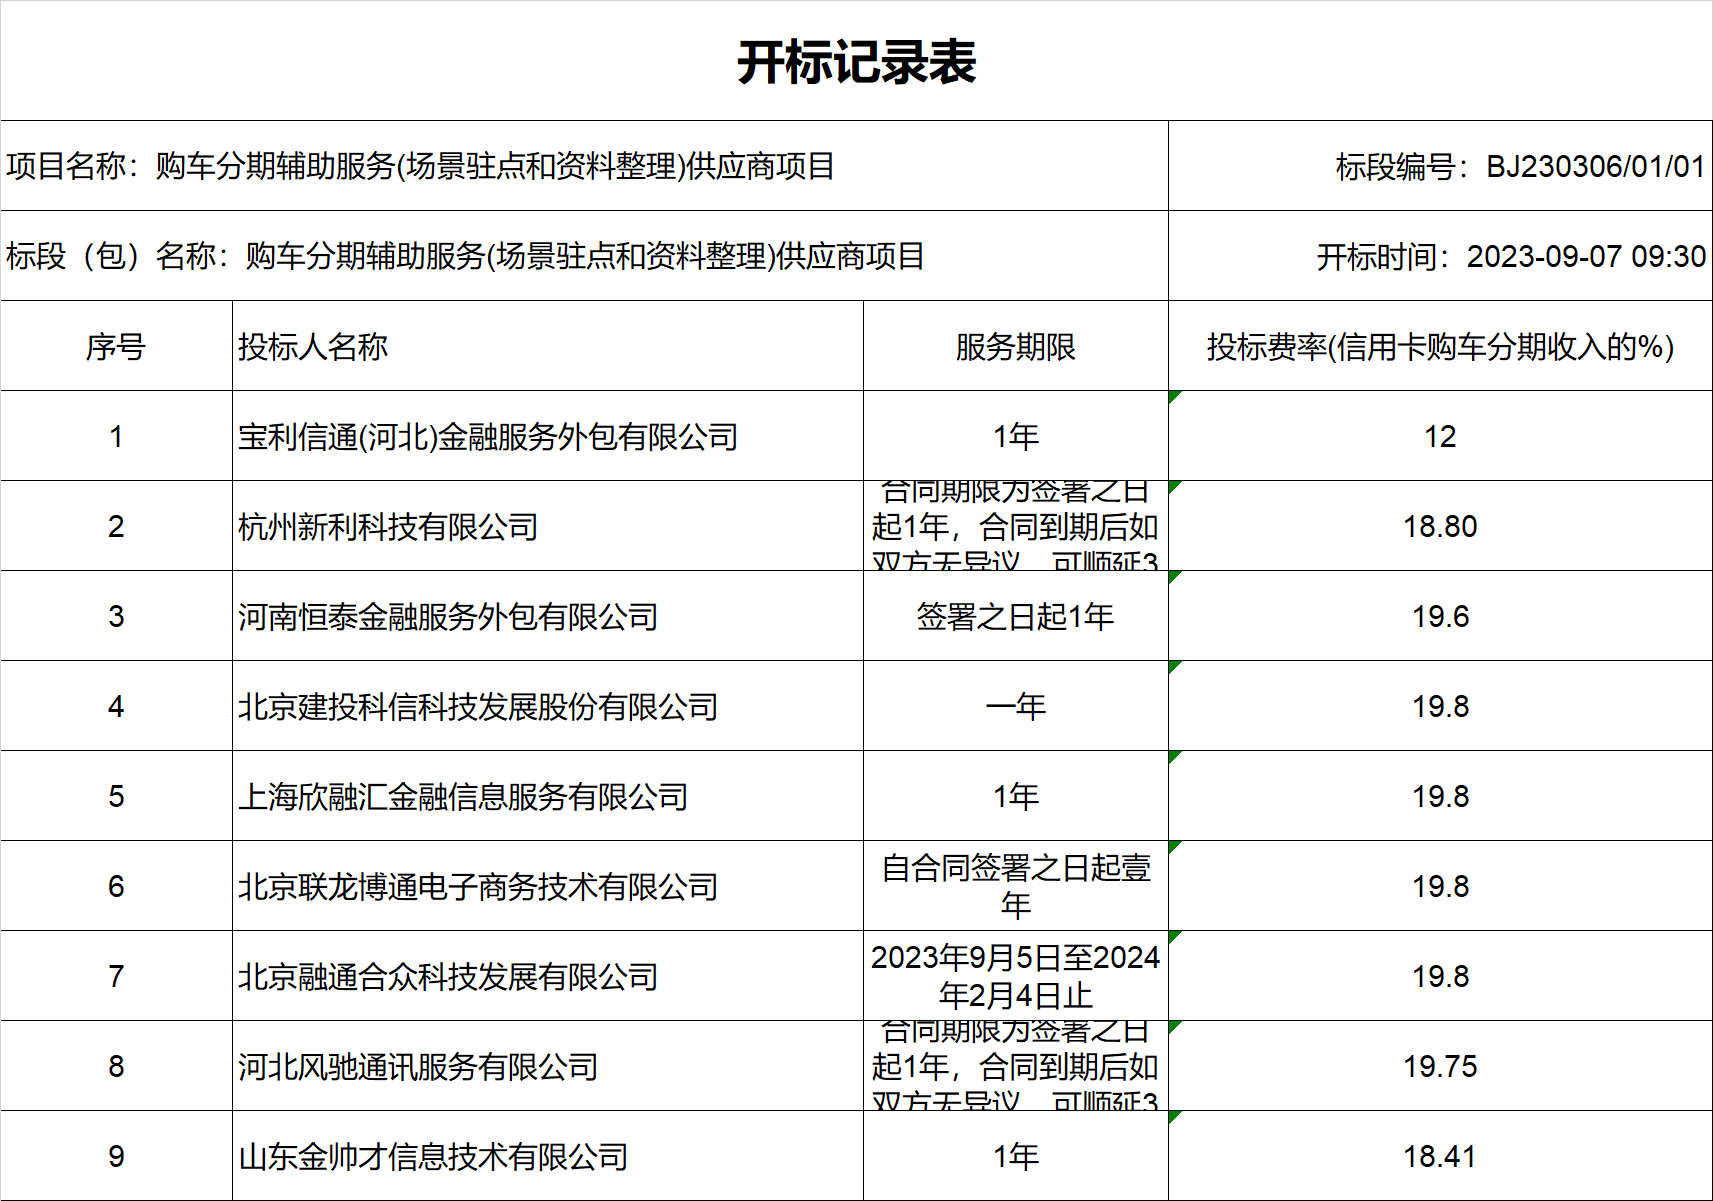 开标记录表
项目名称：购车分期辅助服务(场景驻点和资料整理)供应商项目 标段编号：BJ230306/01/01
标段（包）名称：购车分期辅助服务(场景驻点和资料整理)供应商项目 开标时间：2023-09-07 09:30
序号 投标人名称 服务期限 投标费率(信用卡购车分期收入的%)
1 宝利信通(河北)金融服务外包有限公司 1年 12
合同期限为签署之日
2 杭州新利科技有限公司 起1年，合同到期后如 18.80
双方无异议，可顺延3
3 河南恒泰金融服务外包有限公司 签署之日起1年 19.6
4 北京建投科信科技发展股份有限公司 一年 19.8
5 上海欣融汇金融信息服务有限公司 1年 19.8
自合同签署之日起壹
6 北京联龙博通电子商务技术有限公司 19.8
年
2023年9月5日至2024
7 北京融通合众科技发展有限公司 19.8
年2月4日止
合同期限为签署之日
8 河北风驰通讯服务有限公司 起1年，合同到期后如 19.75
双方无异议，可顺延3
9 山东金帅才信息技术有限公司 1年 18.41